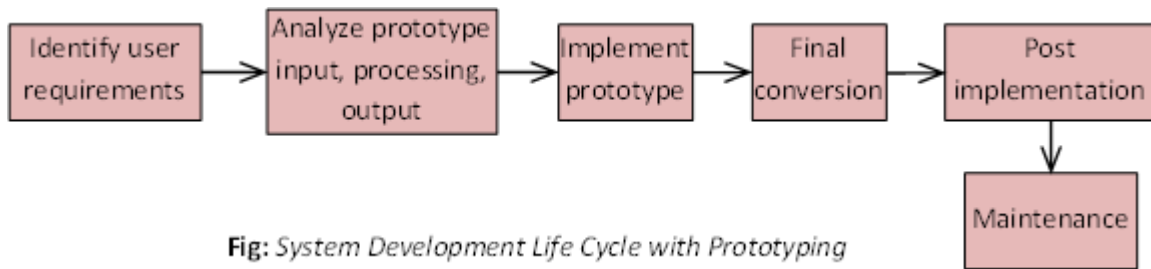 Identify user
requirements
Analyze prototype
input, processing,
output
Implement
prototype
Final
conversion
Post
implementation
Maintenance
Fig: System Development Life Cycle with Prototyping